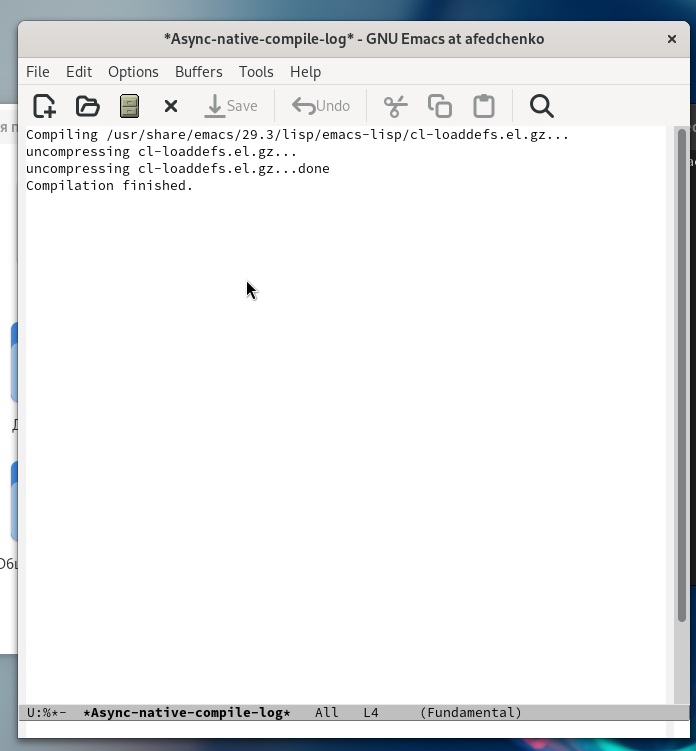 *Async-native-compile-log* - GNU Emacs at afedchenko
File Edit Options Buffers Tools Help
Save Undo
Compiling /usr/share/emacs/29.3/lisp/emacs-lisp/cl-loaddefs.el.gz...
uncompressing cl-loaddefs.el.gz...
uncompressing cl-loaddefs.el.gz...done
Compilation finished.
U:%*- *Async-native-compile-log* All L4 (Fundamental)